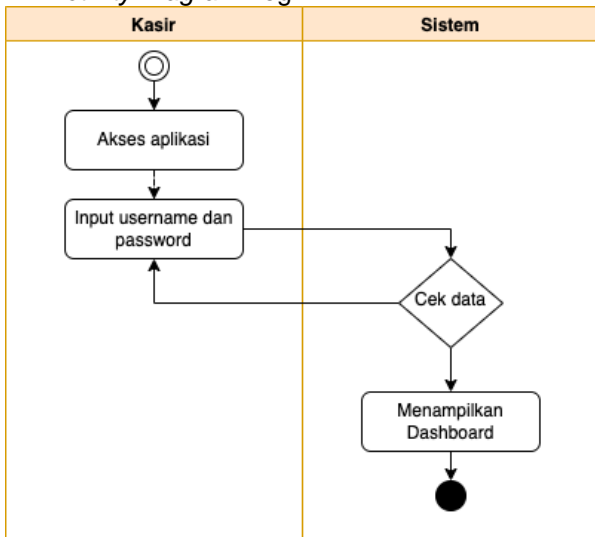 Kasir
Sistem
Akses aplikasi
Input username dan
password
Cek data
Menampilkan
Dashboard